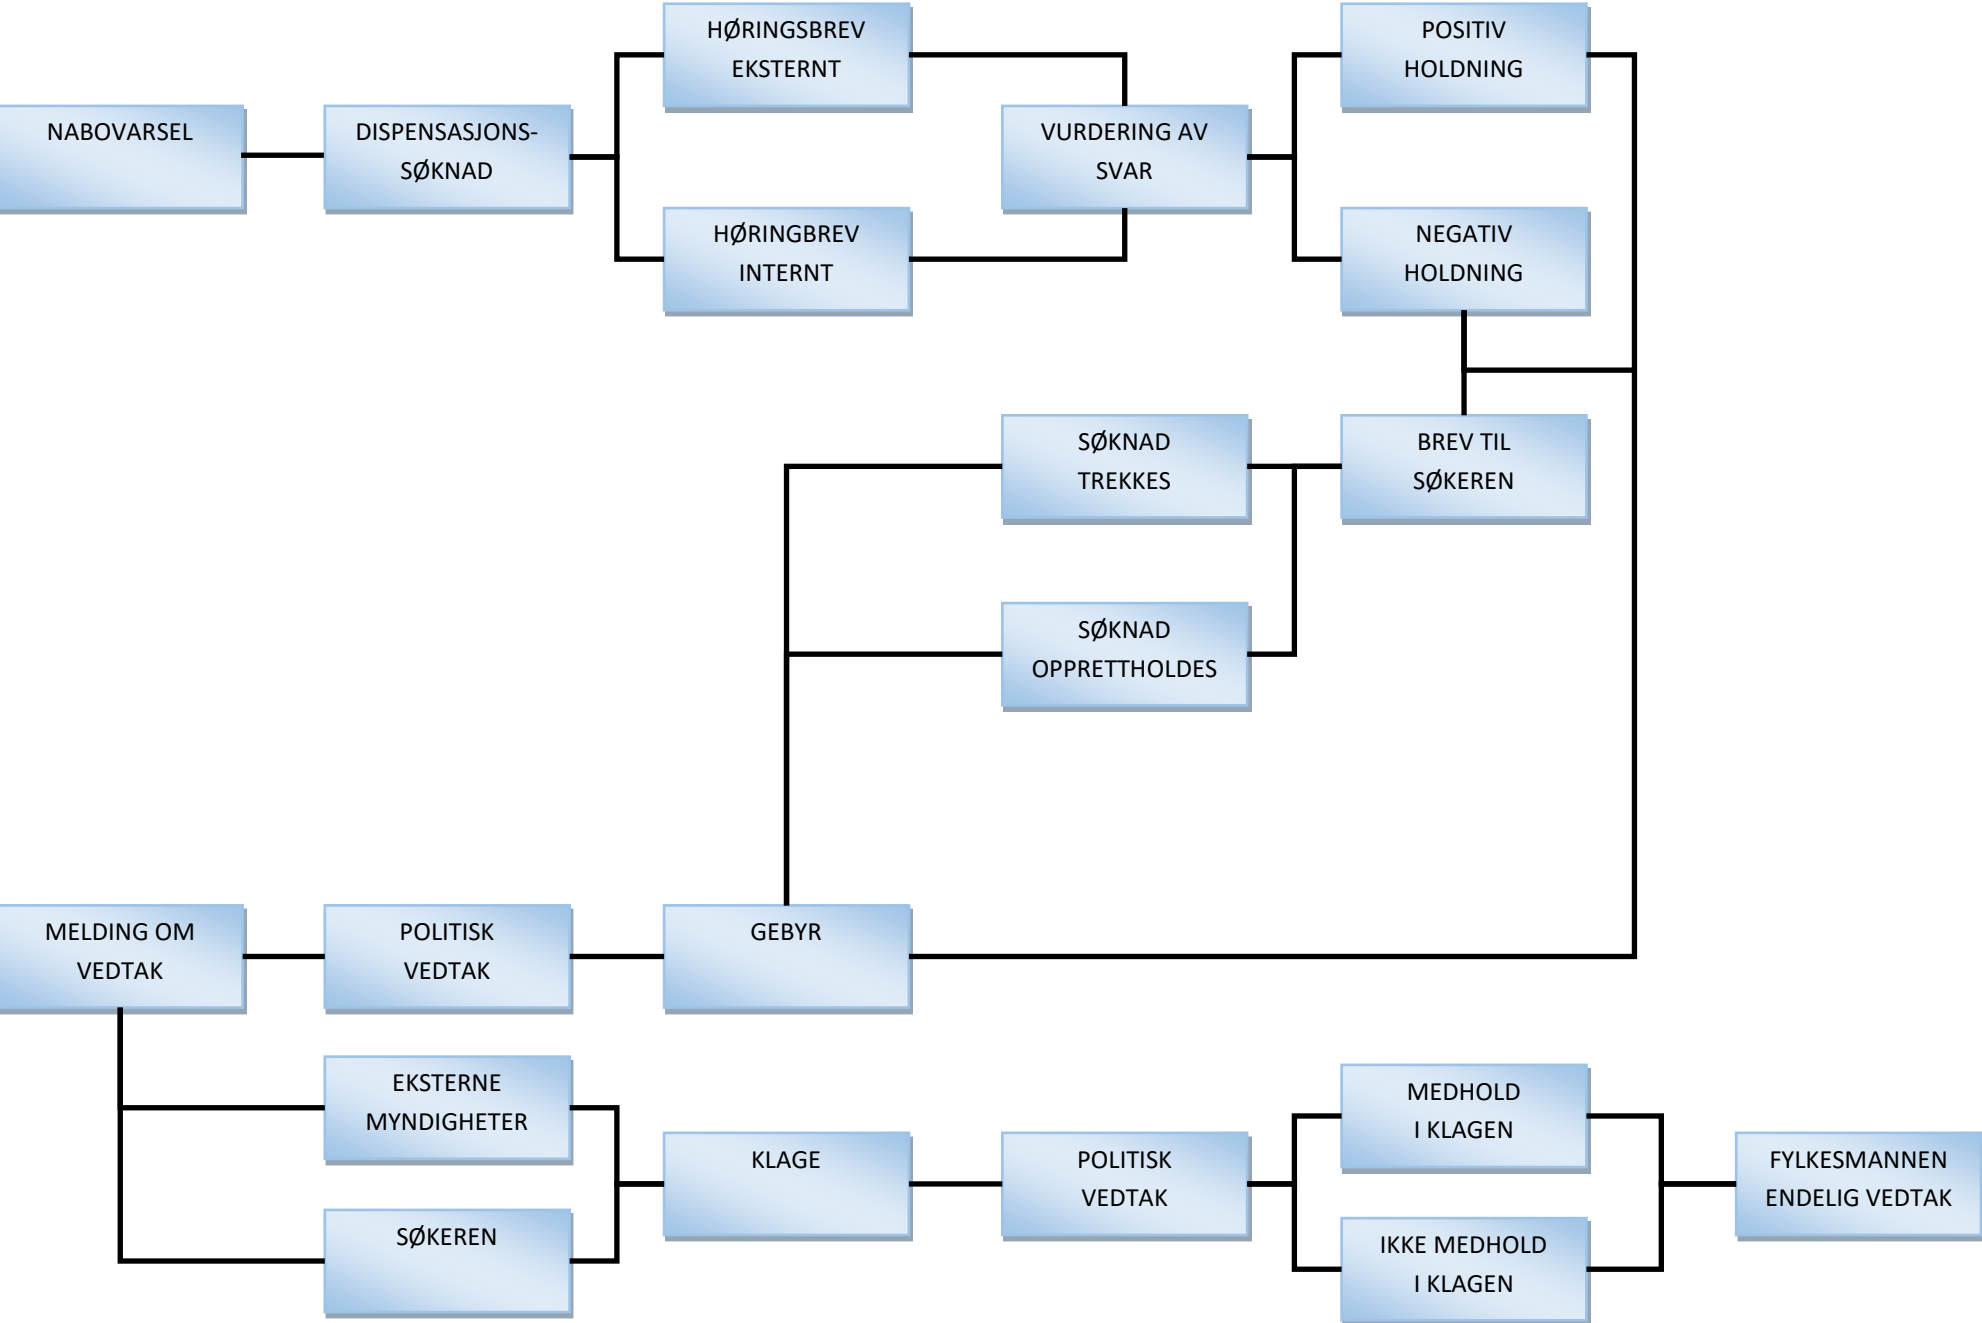 NABOVARSEL
DISPENSASJONS-
SØKNAD
HØRINGSBREV
EKSTERNT
HØRINGBREV
INTERNT
VURDERING AV
SVAR
POSITIV
HOLDNING
NEGATIV
HOLDNING
BREV TIL
SØKEREN
SØKNAD
TREKKES
SØKNAD
OPPRETTHOLDES
GEBYR
POLITISK
VEDTAK
MELDING OM
VEDTAK
EKSTERNE
MYNDIGHETER
SØKEREN
KLAGE
POLITISK
VEDTAK
MEDHOLD
I KLAGEN
IKKE MEDHOLD
I KLAGEN
FYLKESMANNEN
ENDELIG VEDTAK